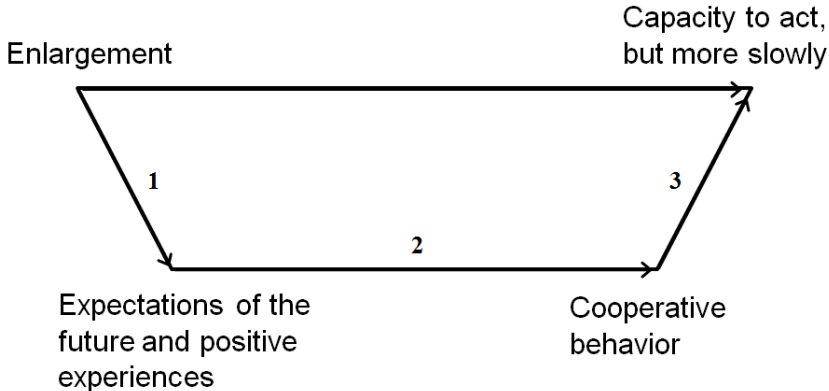 Capacity to act,
Enlargement
but more slowly
1
3
2
Expectations of the
future and positive
experiences
Cooperative
behavior